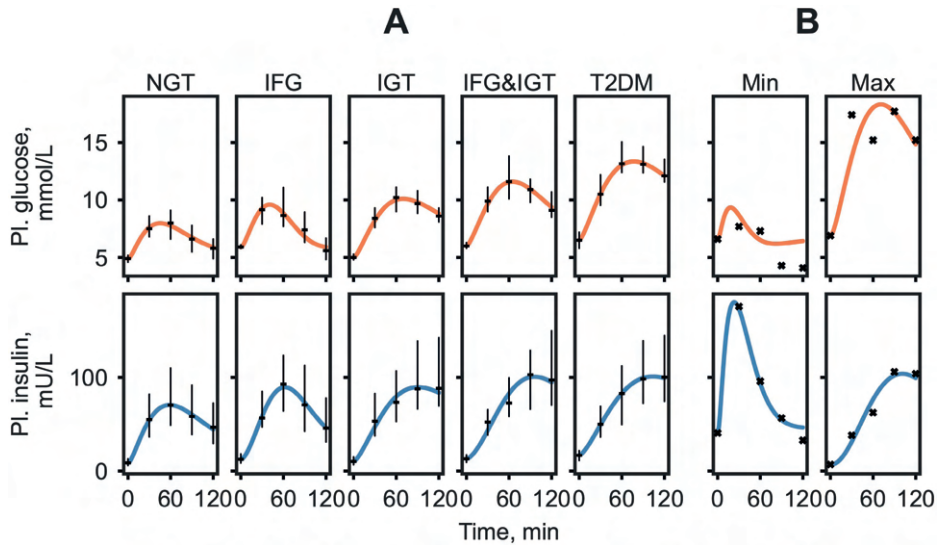 A B
NGT IFG IGT IFG&IGT T2DM Min Max
Pl. glucose,
mmol/L
15
10
5
Pl. insulin,
mU/L
100
0
0 60 120 0 60 120 0 60 120 0 60 120 0 60 120 0 60 120 0 60 120
Time, min